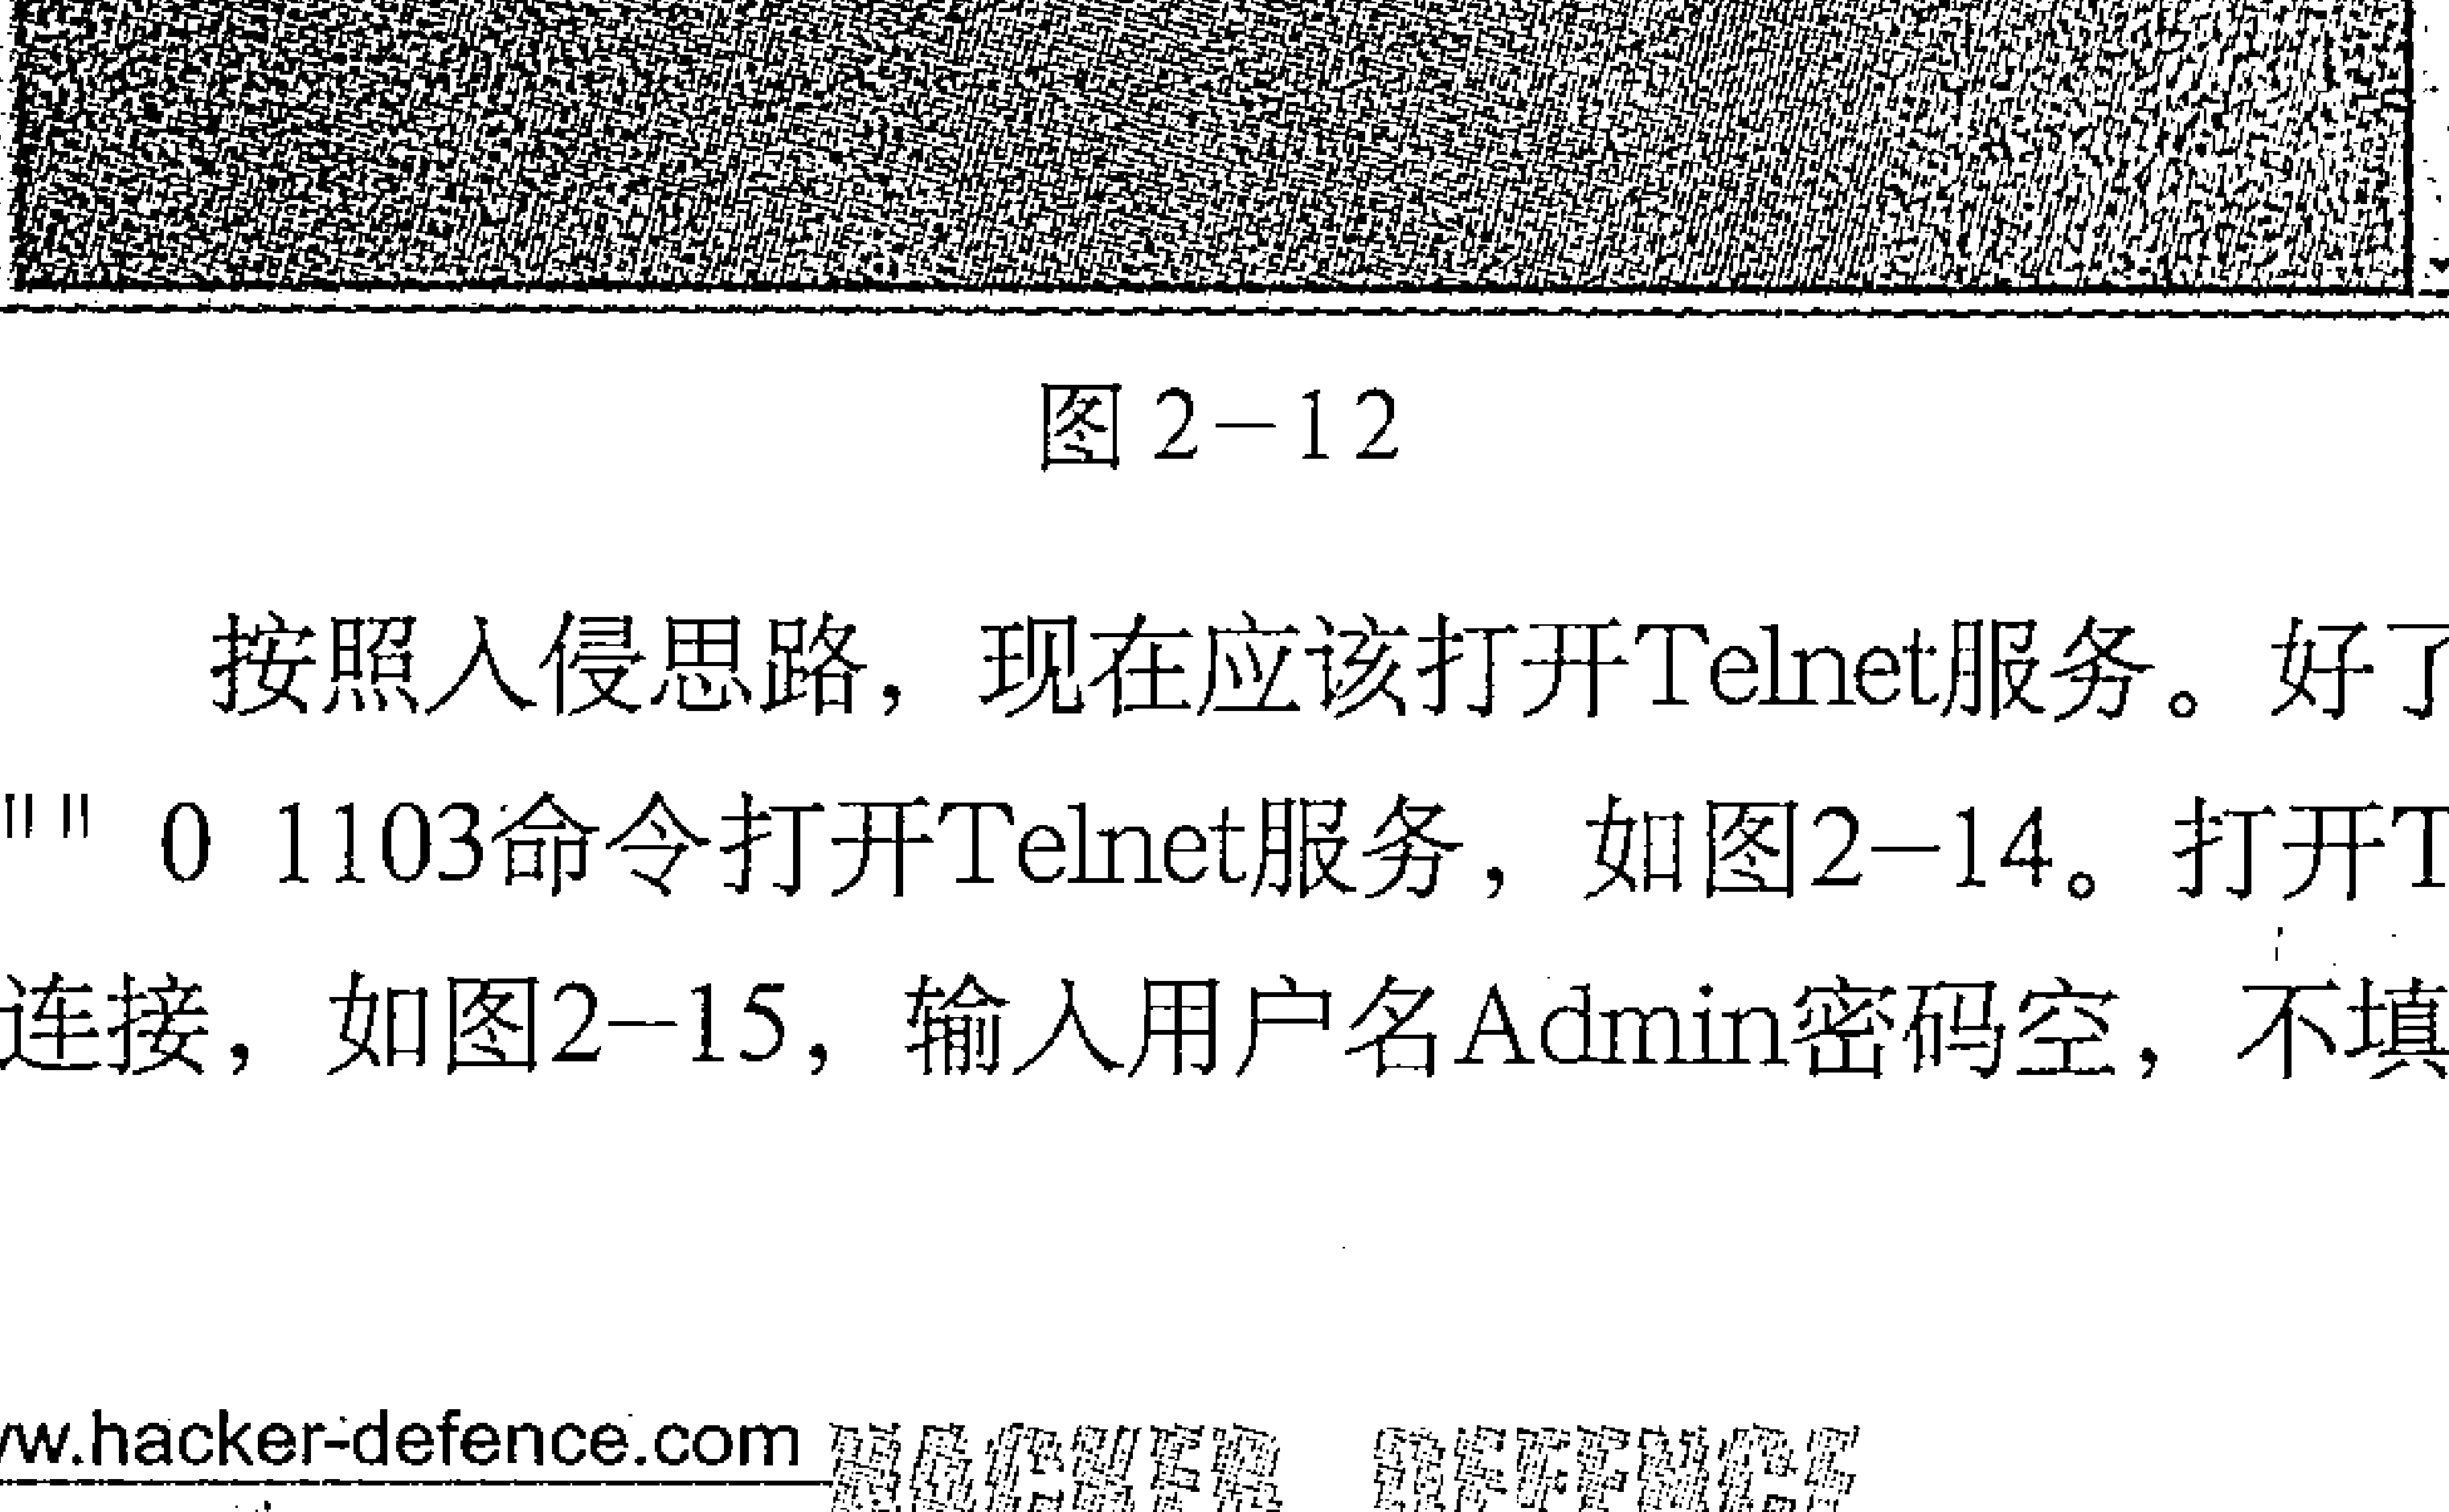 图2-12
按照入侵思路，现在应该打开Telnet服务。好了
"" 0 1103命令打开Telnet服务，如图2-14。打开T
连接，如图2-15，输入用户名Admin密码空，不填
w.hacker-defence.com HACKER DEFENCE